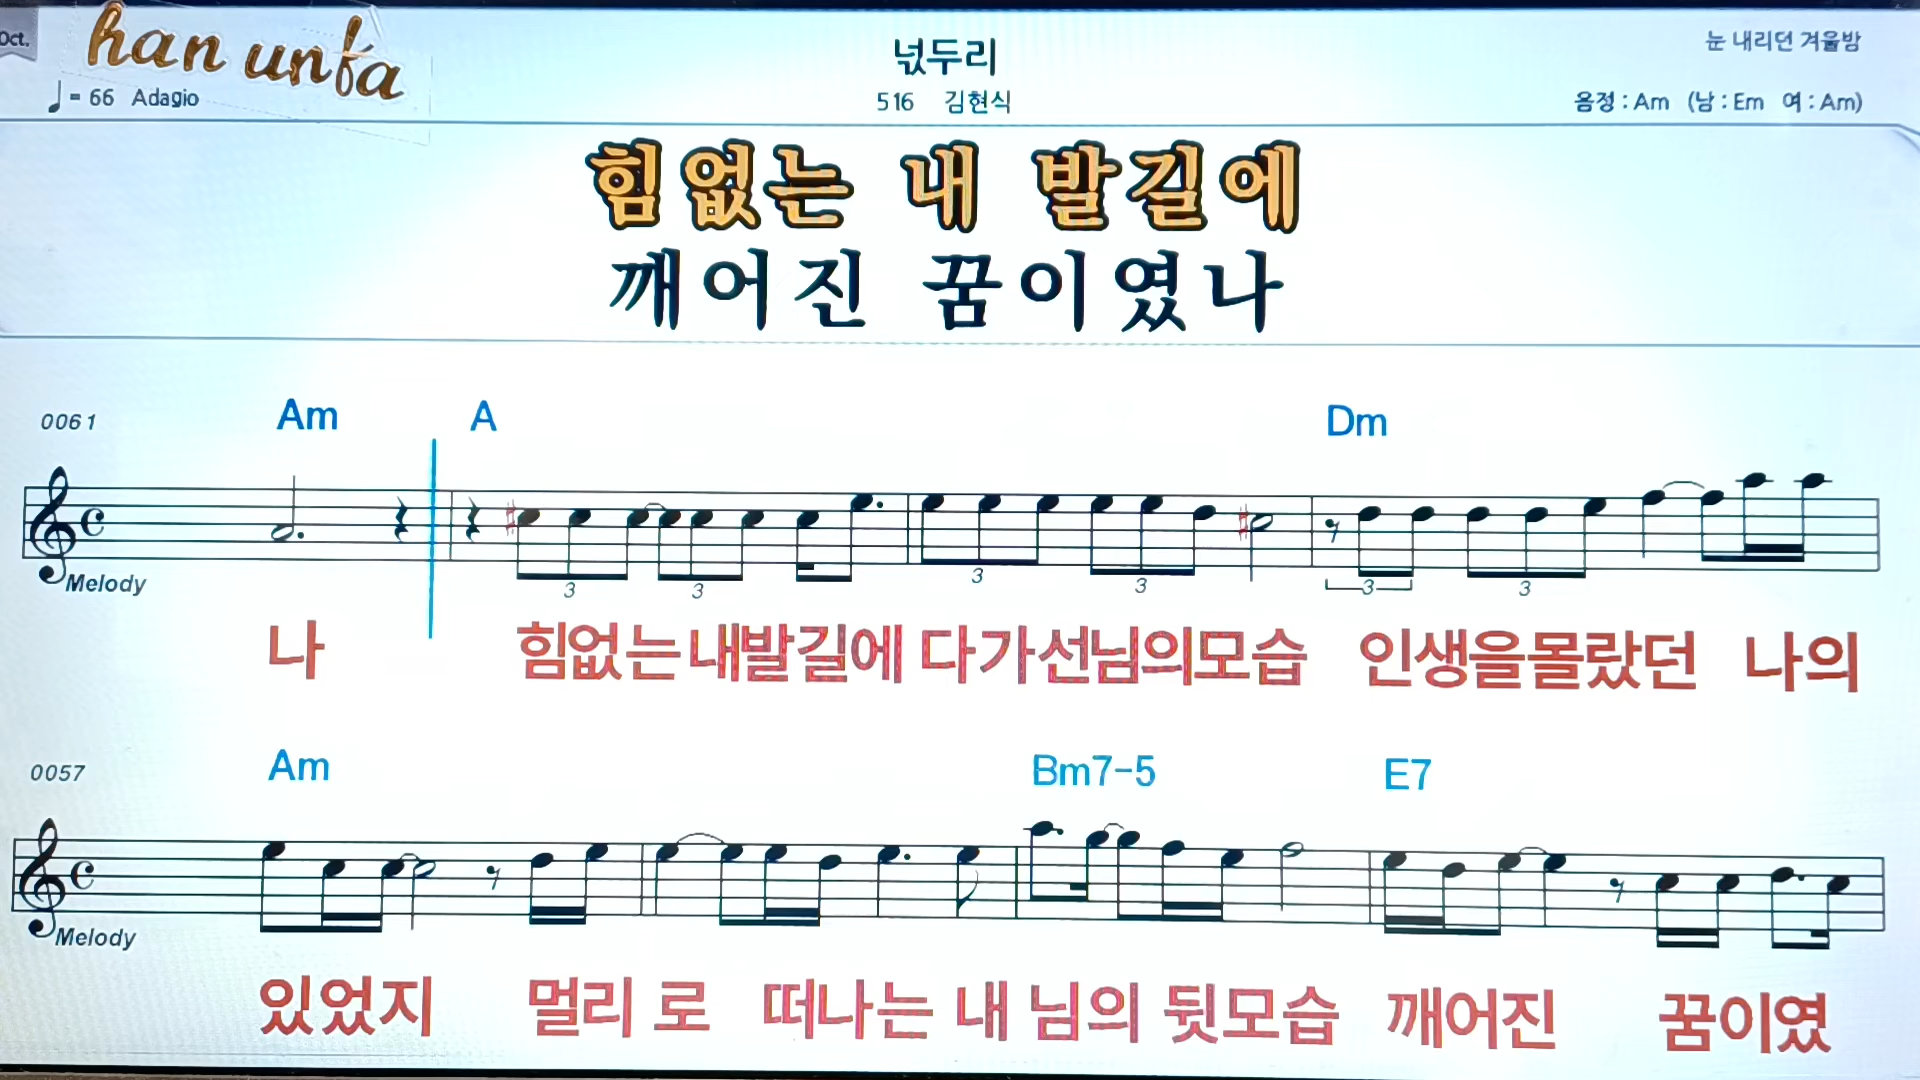 Oct.
han unfa
넋두리
눈 내리던 겨울밤
♩= 66 Adagio
516 김현식
음정 : Am (남 : Em 여 : Am)
힘없는 내 발길에
깨어진 꿈이였나
0061
Am A Dm
3 3 3 3 3 3
Melody
나 힘없는내발길에 다가선님의모습 인생을몰랐던 나의
0057
Am Bm7-5 E7
Melody
있었지 멀리 로 떠나는 내 님의 뒷모습 깨어진 꿈이였